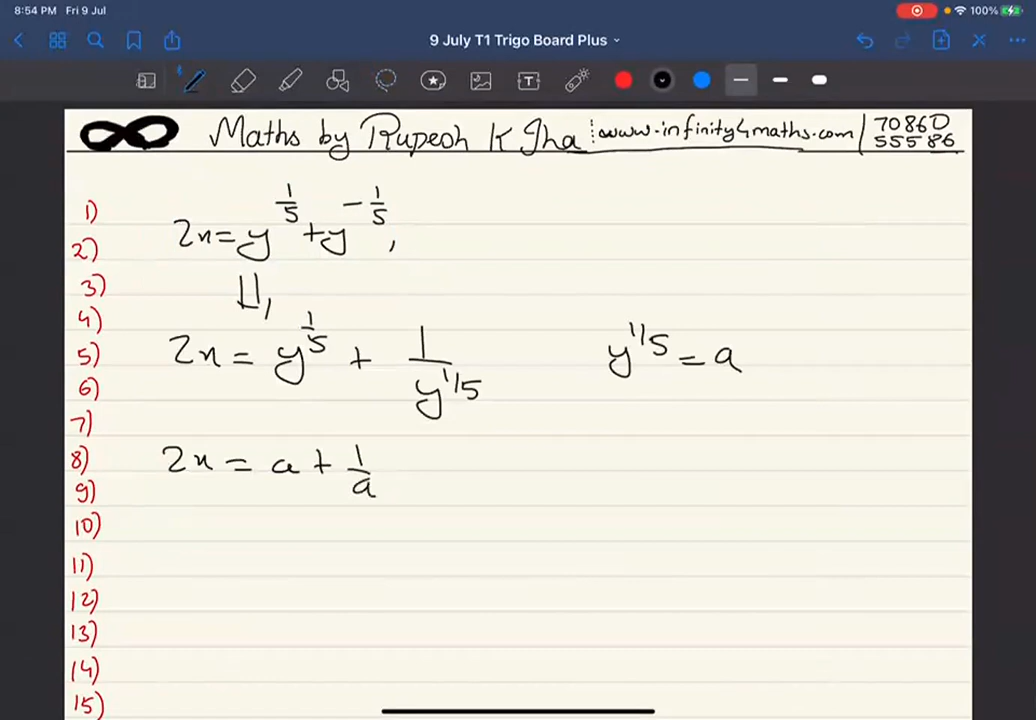 8:54 PM Fri 9 Jul
100%
9 July T1 Trigo Board Plus
Maths by Rupesh K Jha www.infinity4maths.com / 70860 55586
1)
2) 2x = y^{1/5} + y^{-1/5},
3)
4)
5) 2x = y^{1/5} + 1/y^{1/5} y^{1/5} = a
6)
7)
8) 2x = a + 1/a
9)
10)
11)
12)
13)
14)
15)